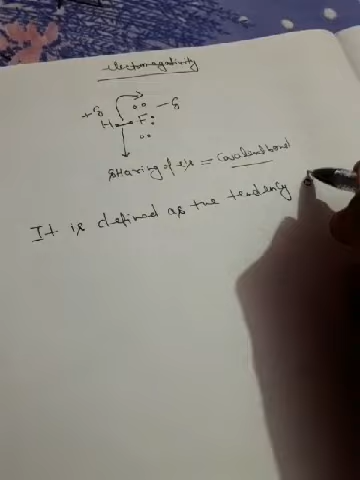 Electronegativity
+δ −δ
H F
sharing of e's = Covalent bond
It is defined as the tendency